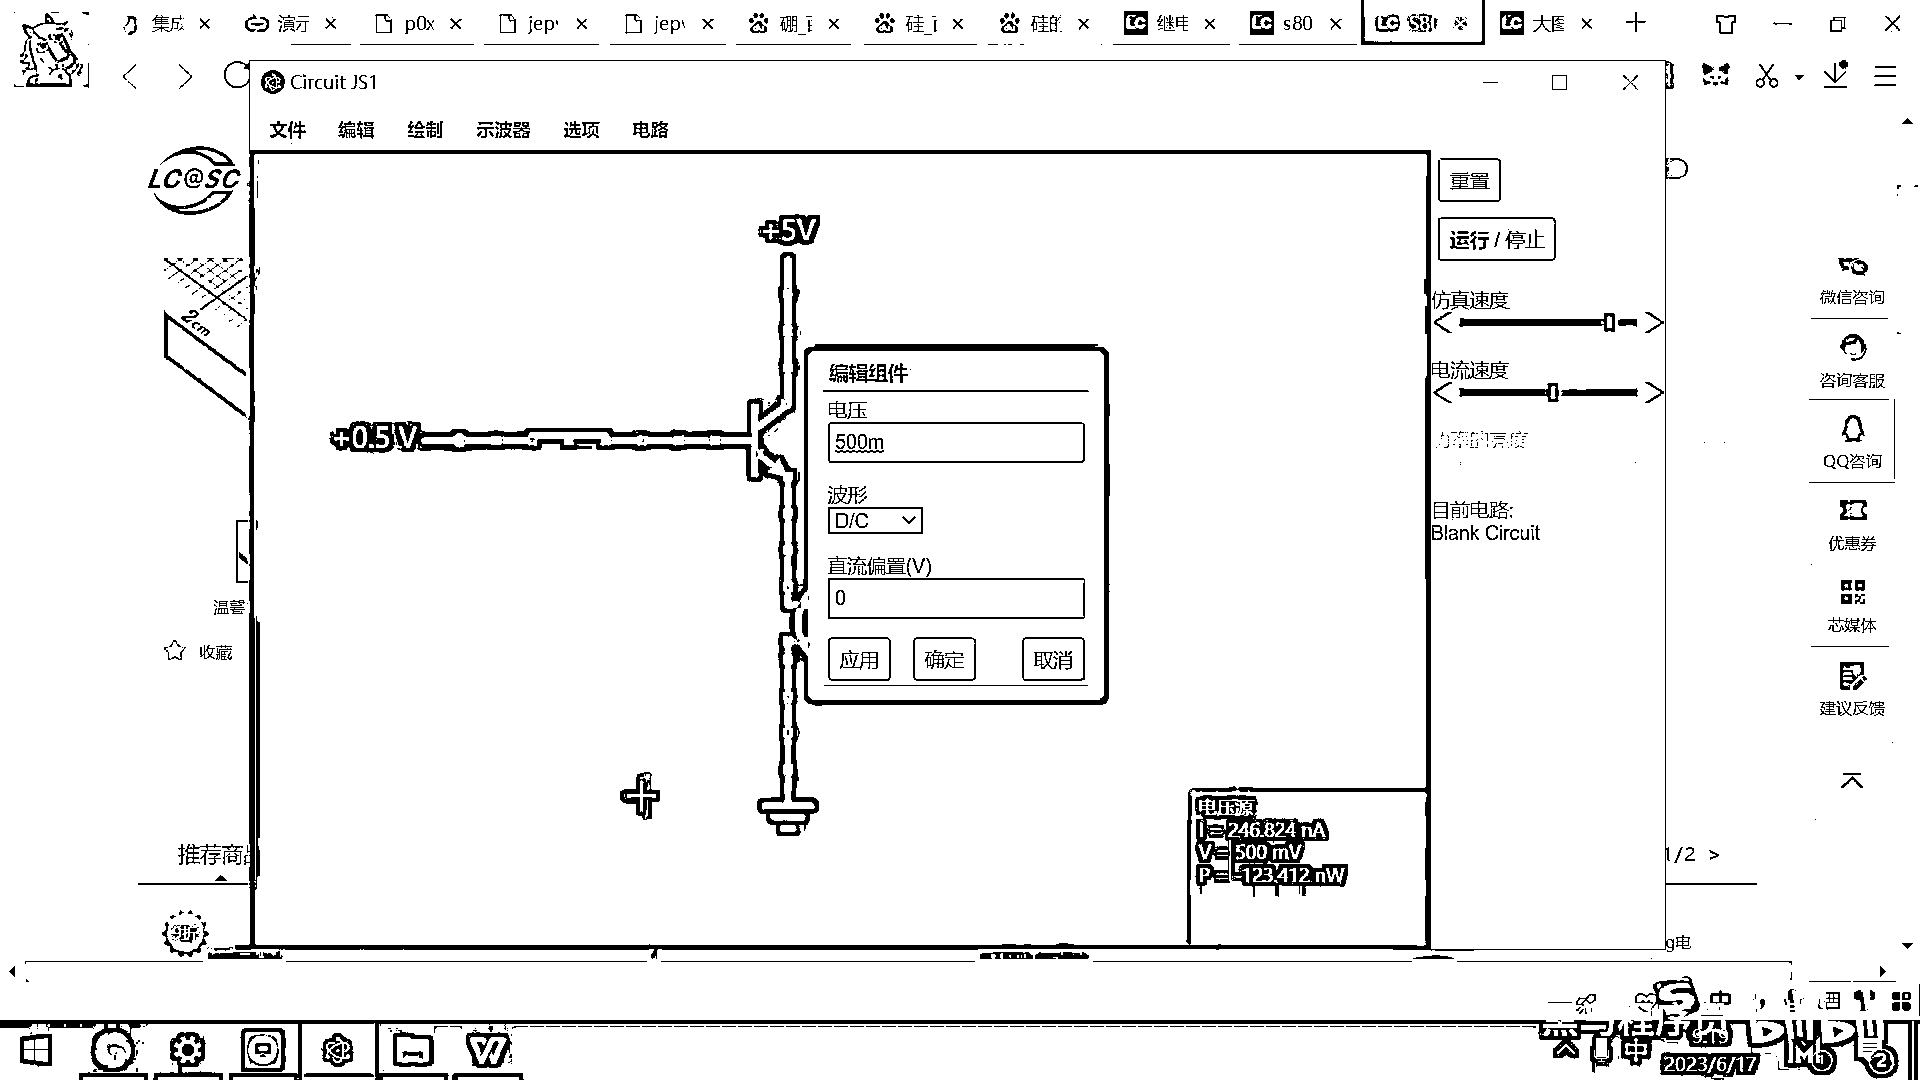 集成
演示
p0x
jep
jep
硼_
硅_
硅的
继电
s80
大图
Circuit JS1
文件 编辑 绘制 示波器 选项 电路
LC@SC
重置
+5V
运行 / 停止
微信咨询
仿真速度
2cm
编辑组件
电流速度
咨询客服
电压
+0.5 V
500m
QQ咨询
波形
D/C
目前电路:
Blank Circuit
优惠券
直流偏置(V)
0
温馨
芯媒体
收藏
应用 确定 取消
建议反馈
电压源
I = 246.824 nA
V = 500 mV
P = -123.412 nW
推荐商品
1/2 >
g电
中
中
2023/6/17